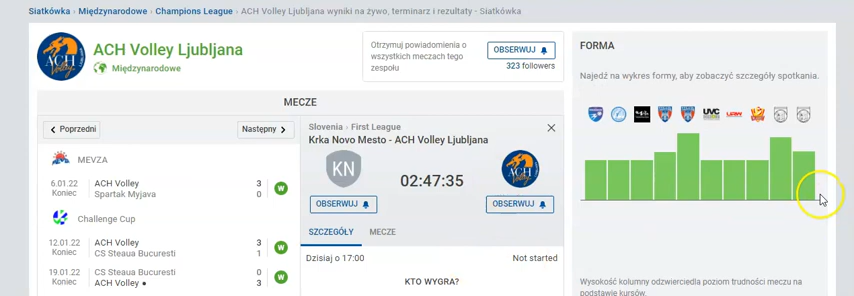 Siatkówka › Międzynarodowe › Champions League › ACH Volley Ljubljana wyniki na żywo, terminarz i rezultaty - Siatkówka
ACH
Volley
ACH Volley Ljubljana
Międzynarodowe
Otrzymuj powiadomienia o
wszystkich meczach tego
zespołu
OBSERWUJ
323 followers
MECZE
Poprzedni
Następny
MEVZA
6.01.22
Koniec
ACH Volley 3
Spartak Myjava 0
W
Challenge Cup
12.01.22
Koniec
ACH Volley 3
CS Steaua Bucuresti 1
W
19.01.22
Koniec
CS Steaua Bucuresti 0
ACH Volley 3
W
Slovenia › First League
Krka Novo Mesto - ACH Volley Ljubljana
KN
02:47:35
ACH
OBSERWUJ
OBSERWUJ
SZCZEGÓŁY MECZE
Dzisiaj o 17:00 Not started
KTO WYGRA?
FORMA
Najedź na wykres formy, aby zobaczyć szczegóły spotkania.
UVC
Wysokość kolumny odzwierciedla poziom trudności meczu na
podstawie kursów.